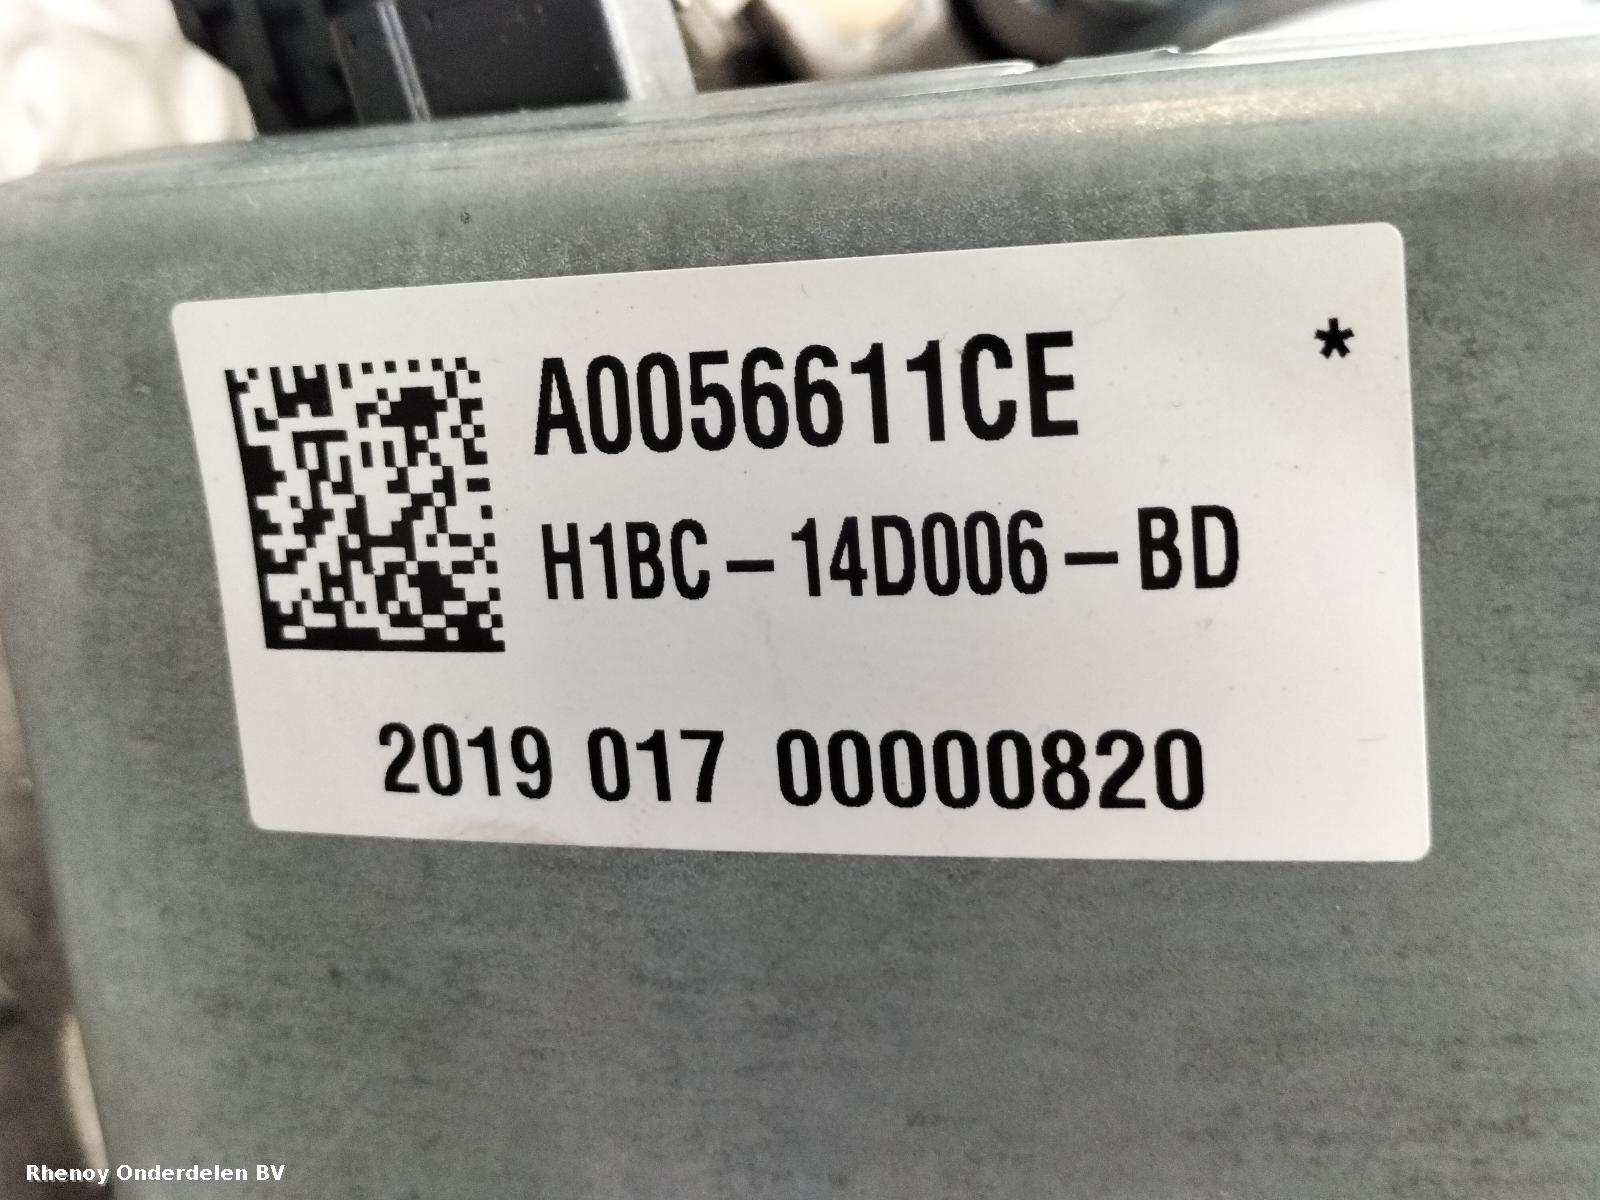 A0056611CE *
H1BC-14D006-BD
2019 017 00000820
Rhenoy Onderdelen BV